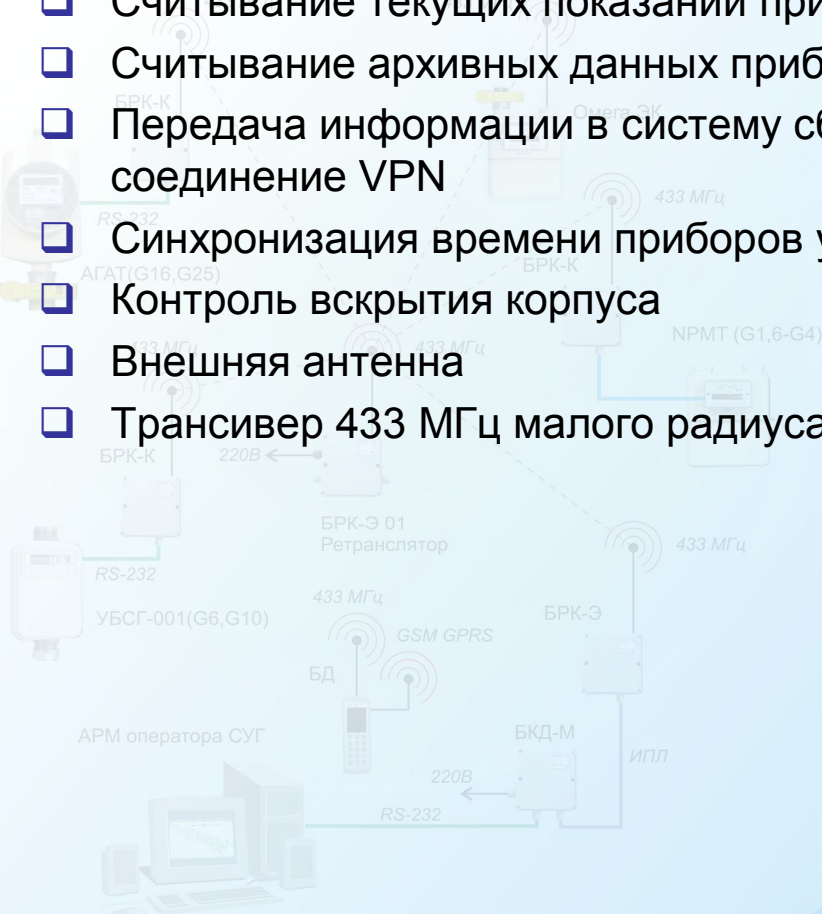 Считывание текущих показаний
Считывание архивных данных
Передача информации в систему
соединение VPN
Синхронизация времени приборов
Контроль вскрытия корпуса
Внешняя антенна
Трансивер 433 МГц малого радиуса
БРК-К
Омега ЭК
433 МГц
RS-232
АГАТ(G16,G25)
БРК-К
433 МГц
433 МГц
NPMT (G1,6-G4)
БРК-К
220В
БРК-Э 01
Ретранслятор
433 МГц
RS-232
433 МГц
УБСГ-001(G6,G10)
БРК-Э
GSM GPRS
БД
АРМ оператора СУГ
БКД-М
ИПЛ
220В
RS-232